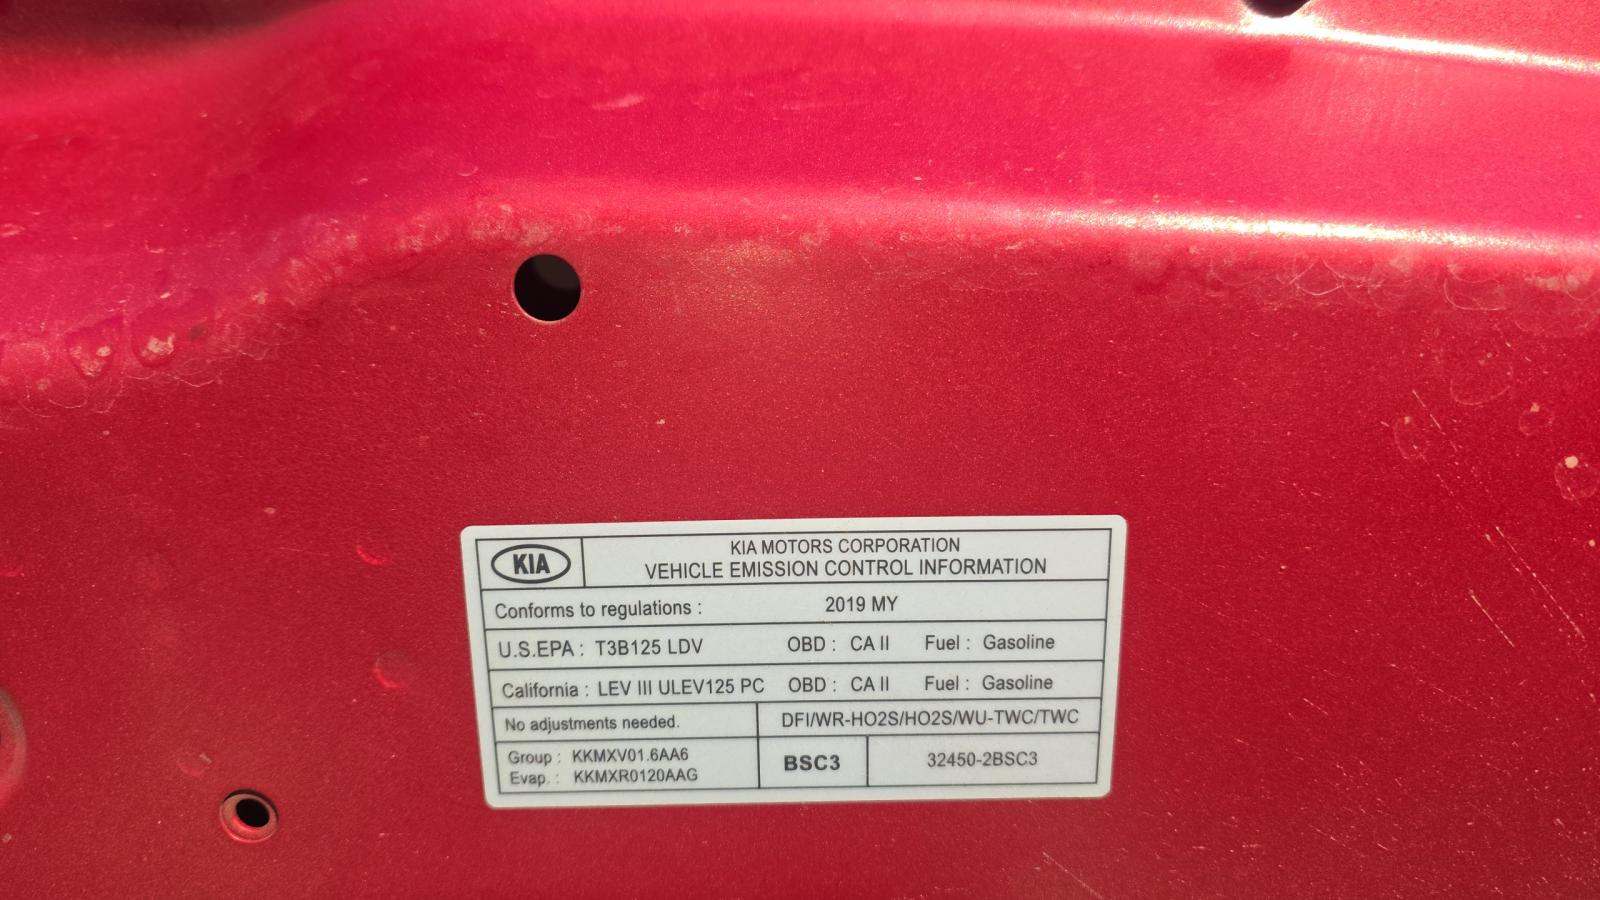 KIA
KIA MOTORS CORPORATION
VEHICLE EMISSION CONTROL INFORMATION
Conforms to regulations : 2019 MY
U.S.EPA : T3B125 LDV OBD : CA II Fuel : Gasoline
California : LEV III ULEV125 PC OBD : CA II Fuel : Gasoline
No adjustments needed. DFI/WR-HO2S/HO2S/WU-TWC/TWC
Group : KKMXV01.6AA6
Evap. : KKMXR0120AAG
BSC3
32450-2BSC3